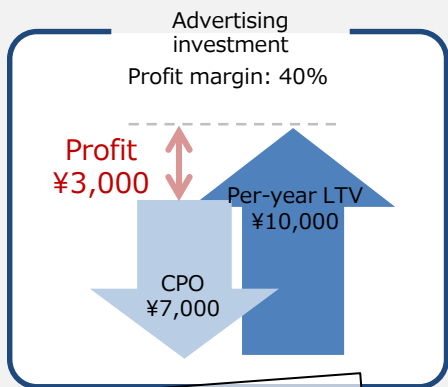 Advertising
investment
Profit margin: 40%
Profit
¥3,000
Per-year LTV
¥10,000
CPO
¥7,000